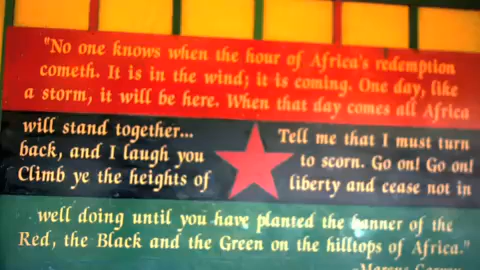 "No one knows when the hour of Africa's redemption
cometh. It is in the wind; it is coming. One day, like
a storm, it will be here. When that day comes all Africa
will stand together... Tell me that I must turn
back, and I laugh you to scorn. Go on! Go on!
Climb ye the heights of liberty and cease not in
well doing until you have planted the banner of the
Red, the Black and the Green on the hilltops of Africa."
-Marcus Garvey